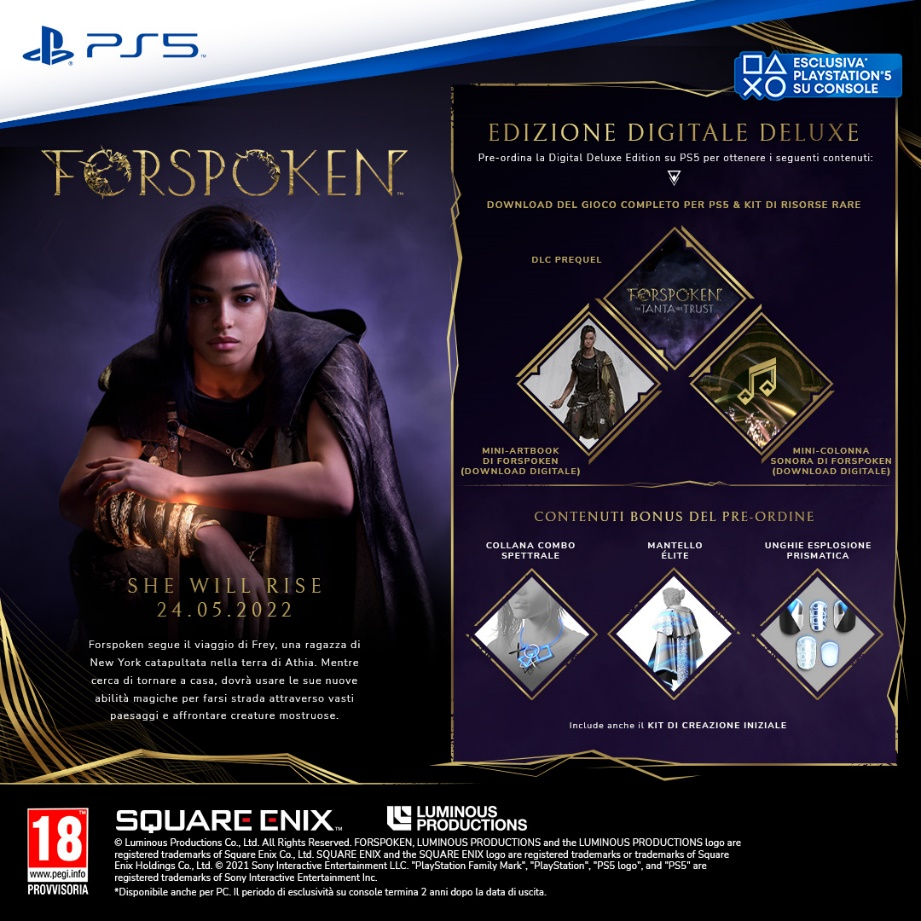 PS5
ESCLUSIVA*
PLAYSTATION®5
SU CONSOLE
FORSPOKEN™
SHE WILL RISE
24.05.2022
Forspoken segue il viaggio di Frey, una ragazza di
New York catapultata nella terra di Athia. Mentre
cerca di tornare a casa, dovrà usare le sue nuove
abilità magiche per farsi strada attraverso vasti
paesaggi e affrontare creature mostruose.
EDIZIONE DIGITALE DELUXE
Pre-ordina la Digital Deluxe Edition su PS5 per ottenere i seguenti contenuti:
DOWNLOAD DEL GIOCO COMPLETO PER PS5 & KIT DI RISORSE RARE
DLC PREQUEL
FORSPOKEN
IN TANTA WE TRUST
MINI-ARTBOOK
DI FORSPOKEN
(DOWNLOAD DIGITALE)
MINI-COLONNA
SONORA DI FORSPOKEN
(DOWNLOAD DIGITALE)
CONTENUTI BONUS DEL PRE-ORDINE
COLLANA COMBO
SPETTRALE
MANTELLO
ÉLITE
UNGHIE ESPLOSIONE
PRISMATICA
Include anche il KIT DI CREAZIONE INIZIALE
18
www.pegi.info
PROVVISORIA
SQUARE ENIX™
LUMINOUS
PRODUCTIONS
© Luminous Productions Co., Ltd. All Rights Reserved. FORSPOKEN, LUMINOUS PRODUCTIONS and the LUMINOUS PRODUCTIONS logo are
registered trademarks of Square Enix Co., Ltd. SQUARE ENIX and the SQUARE ENIX logo are registered trademarks or trademarks of Square
Enix Holdings Co., Ltd. © 2021 Sony Interactive Entertainment LLC. "PlayStation Family Mark", "PlayStation", "PS5 logo", and "PS5" are
registered trademarks of Sony Interactive Entertainment Inc.
*Disponibile anche per PC. Il periodo di esclusività su console termina 2 anni dopo la data di uscita.